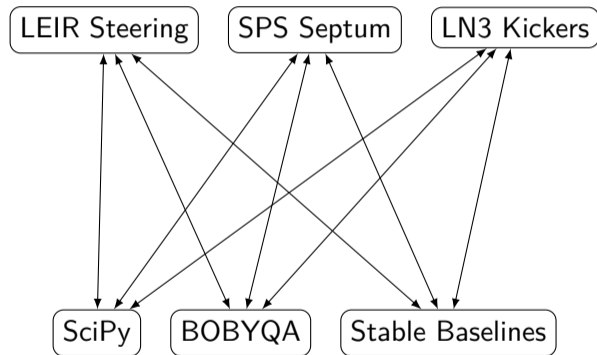 LEIR Steering
SPS Septum
LN3 Kickers
SciPy
BOBYQA
Stable Baselines